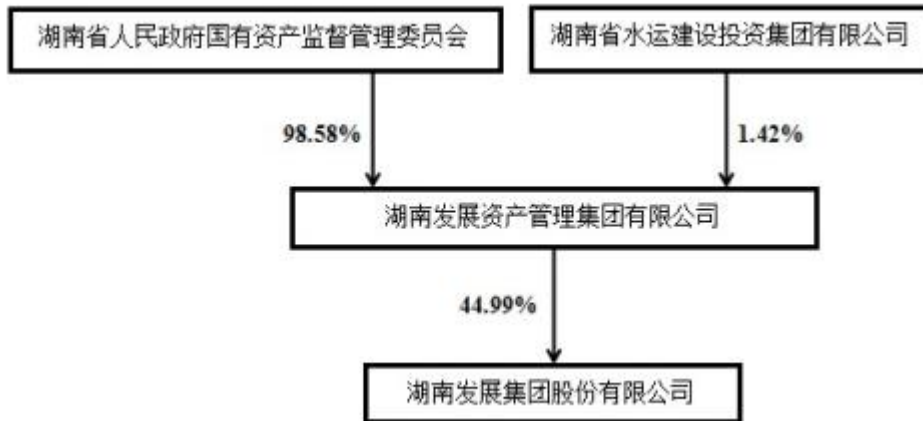 湖南省人民政府国有资产监督管理委员会
湖南省水运建设投资集团有限公司
98.58%
1.42%
湖南发展资产管理集团有限公司
44.99%
湖南发展集团股份有限公司